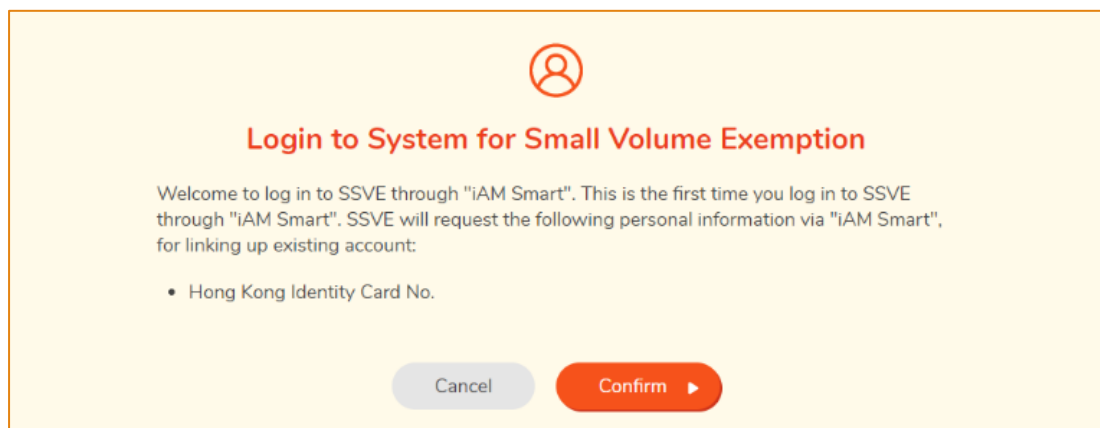 Login to System for Small Volume Exemption
Welcome to log in to SSVE through "iAM Smart". This is the first time you log in to SSVE
through "iAM Smart". SSVE will request the following personal information via "iAM Smart",
for linking up existing account:
• Hong Kong Identity Card No.
Cancel
Confirm